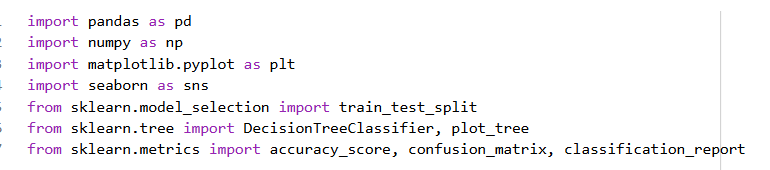 import pandas as pd
import numpy as np
import matplotlib.pyplot as plt
import seaborn as sns
from sklearn.model_selection import train_test_split
from sklearn.tree import DecisionTreeClassifier, plot_tree
from sklearn.metrics import accuracy_score, confusion_matrix, classification_report